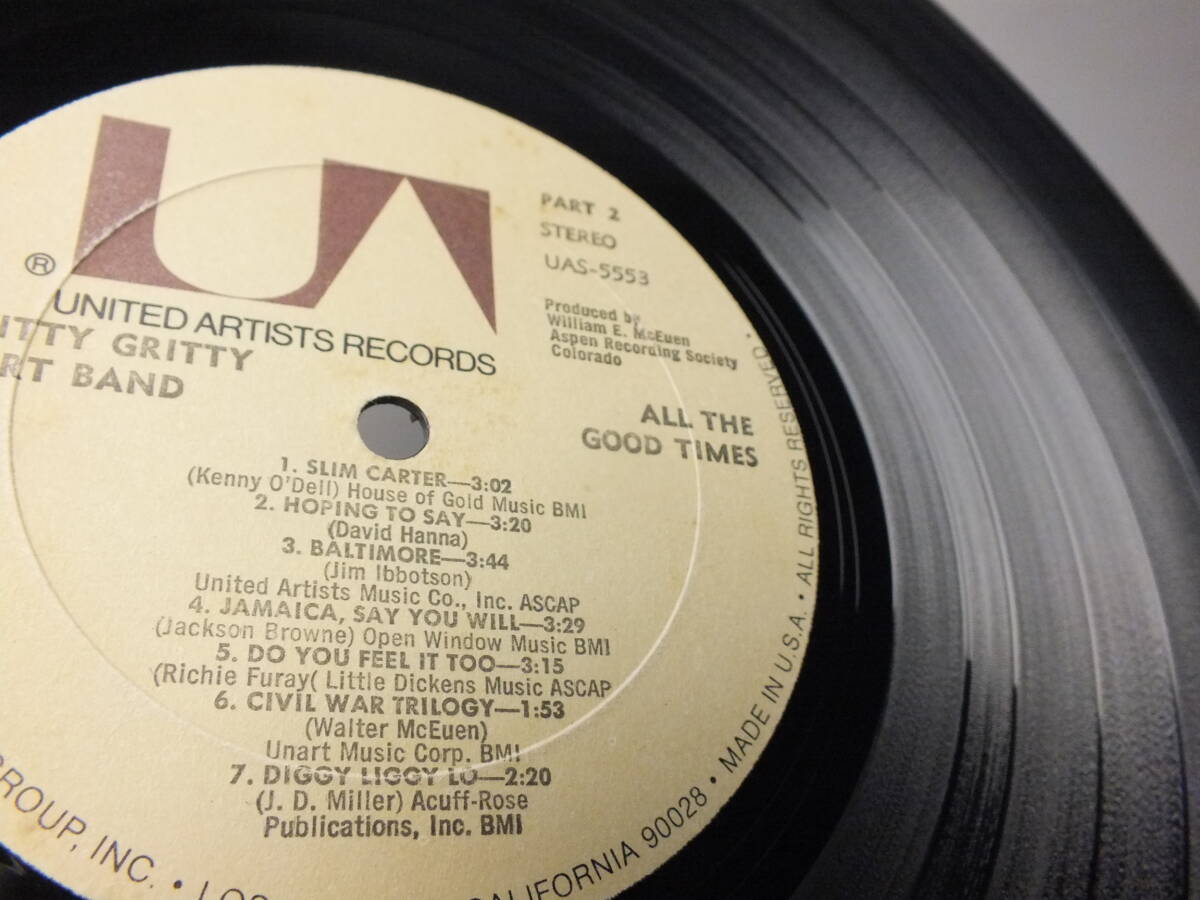 UA
PART 2
STEREO
UAS-5553
®
UNITED ARTISTS RECORDS
Produced by
William E. McEuen
Aspen Recording Society
Colorado
ITTY GRITTY
RT BAND
ALL THE
GOOD TIMES
1. SLIM CARTER—3:02
(Kenny O'Dell) House of Gold Music BMI
2. HOPING TO SAY—3:20
(David Hanna)
3. BALTIMORE—3:44
(Jim Ibbotson)
United Artists Music Co., Inc. ASCAP
4. JAMAICA, SAY YOU WILL—3:29
(Jackson Browne) Open Window Music BMI
5. DO YOU FEEL IT TOO—3:15
(Richie Furay( Little Dickens Music ASCAP
6. CIVIL WAR TRILOGY—1:53
(Walter McEuen)
Unart Music Corp. BMI
7. DIGGY LIGGY LO—2:20
(J. D. Miller) Acuff-Rose
Publications, Inc. BMI
ROUP, INC. • LOS CALIFORNIA 90028 • MADE IN U.S.A. • ALL RIGHTS RESERVED •